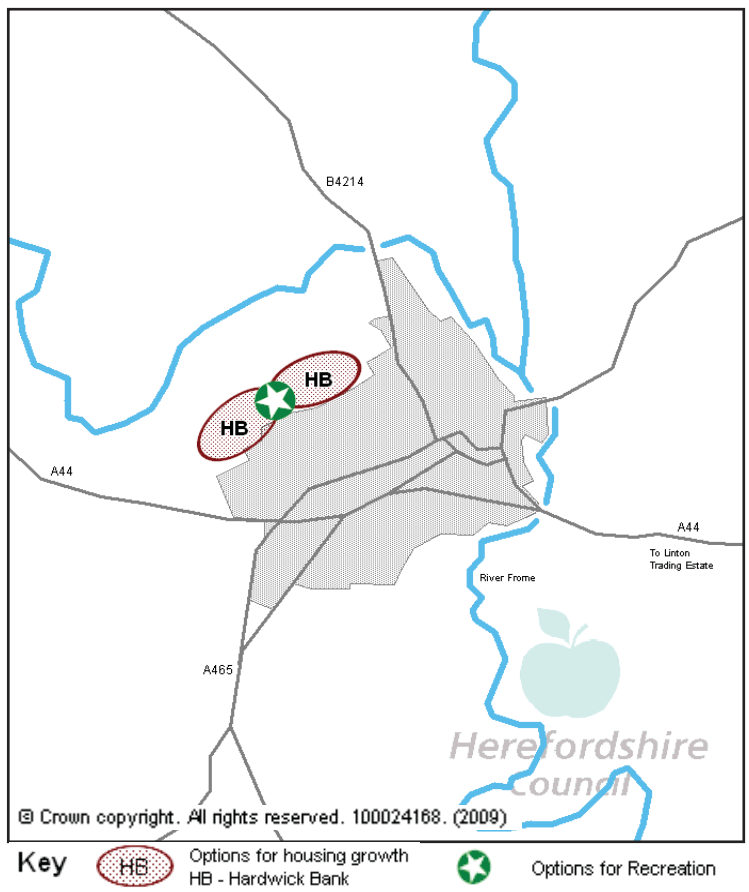 B4214
HB
HB
A44
A44
To Linton
Trading Estate
River Frome
A465
Herefordshire
Council
© Crown copyright. All rights reserved. 100024168. (2009)
Key
HB
Options for housing growth
HB - Hardwick Bank
Options for Recreation